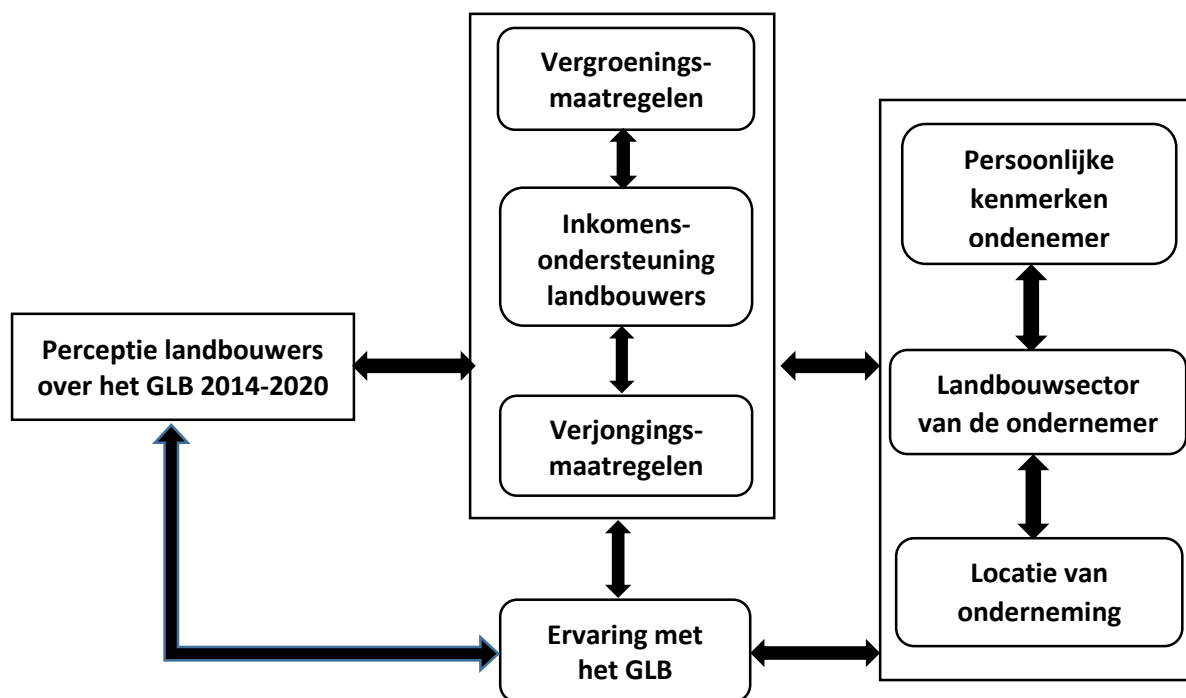 Vergroenings-
maatregelen
Inkomens-
ondersteuning
landbouwers
Verjongings-
maatregelen
Persoonlijke
kenmerken
ondenemer
Landbouwsector
van de ondernemer
Locatie van
onderneming
Perceptie landbouwers
over het GLB 2014-2020
Ervaring met
het GLB